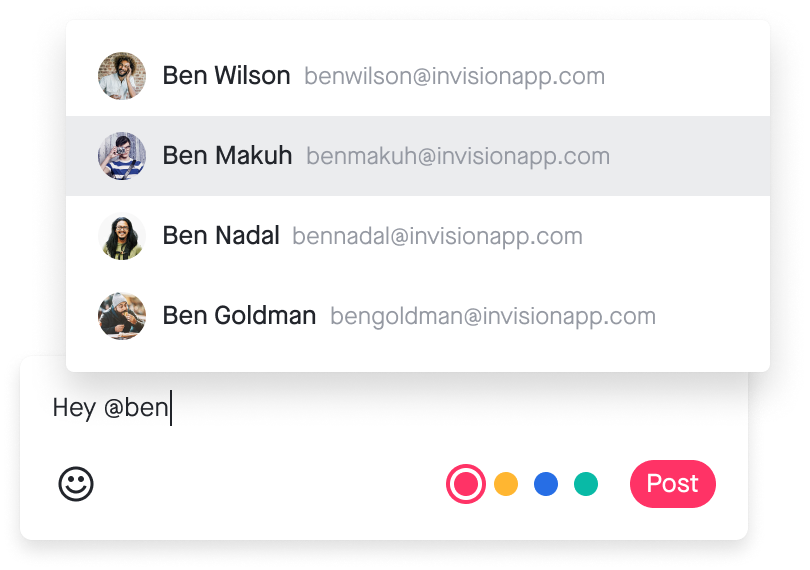 Ben Wilson benwilson@invisionapp.com
Ben Makuh benmakuh@invisionapp.com
Ben Nadal bennadal@invisionapp.com
Ben Goldman bengoldman@invisionapp.com
Hey @ben
Post